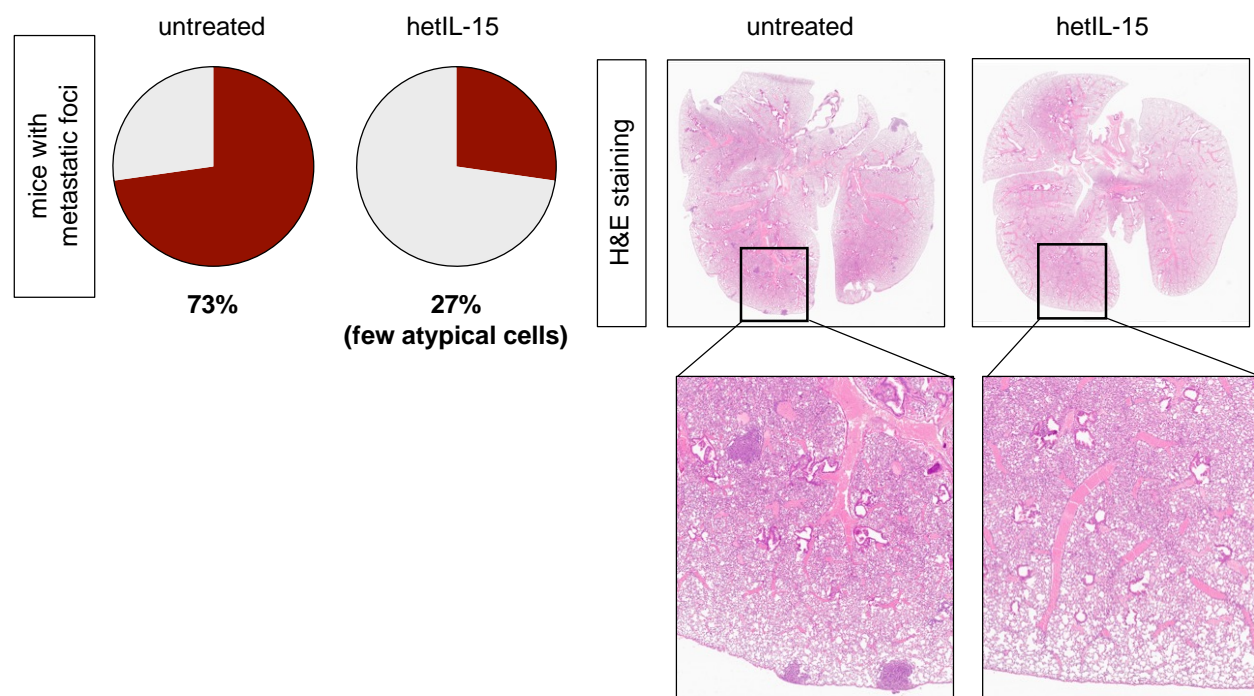 untreated
hetIL-15
mice with
metastatic foci
73%
27%
(few atypical cells)
untreated
hetIL-15
H&E staining